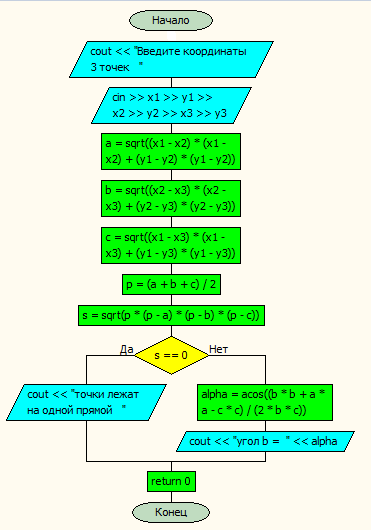 Начало
cout << "Введите координаты
3 точек "
cin >> x1 >> y1 >>
x2 >> y2 >> x3 >> y3
a = sqrt((x1 - x2) * (x1 -
x2) + (y1 - y2) * (y1 - y2))
b = sqrt((x2 - x3) * (x2 -
x3) + (y2 - y3) * (y2 - y3))
c = sqrt((x1 - x3) * (x1 -
x3) + (y1 - y3) * (y1 - y3))
p = (a + b + c) / 2
s = sqrt(p * (p - a) * (p - b) * (p - c))
Да
s == 0
Нет
cout << "точки лежат
на одной прямой "
alpha = acos((b * b + a *
a - c * c) / (2 * b * c))
cout << "угол b = " << alpha
return 0
Конец